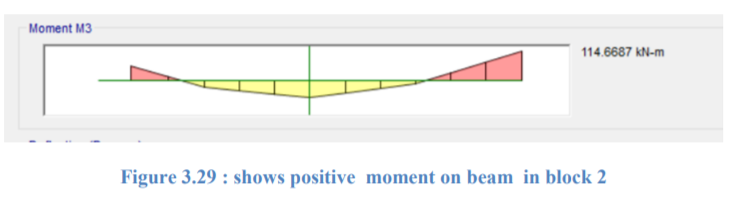 Moment M3
114.6687 kN-m
Figure 3.29 : shows positive moment on beam in block 2